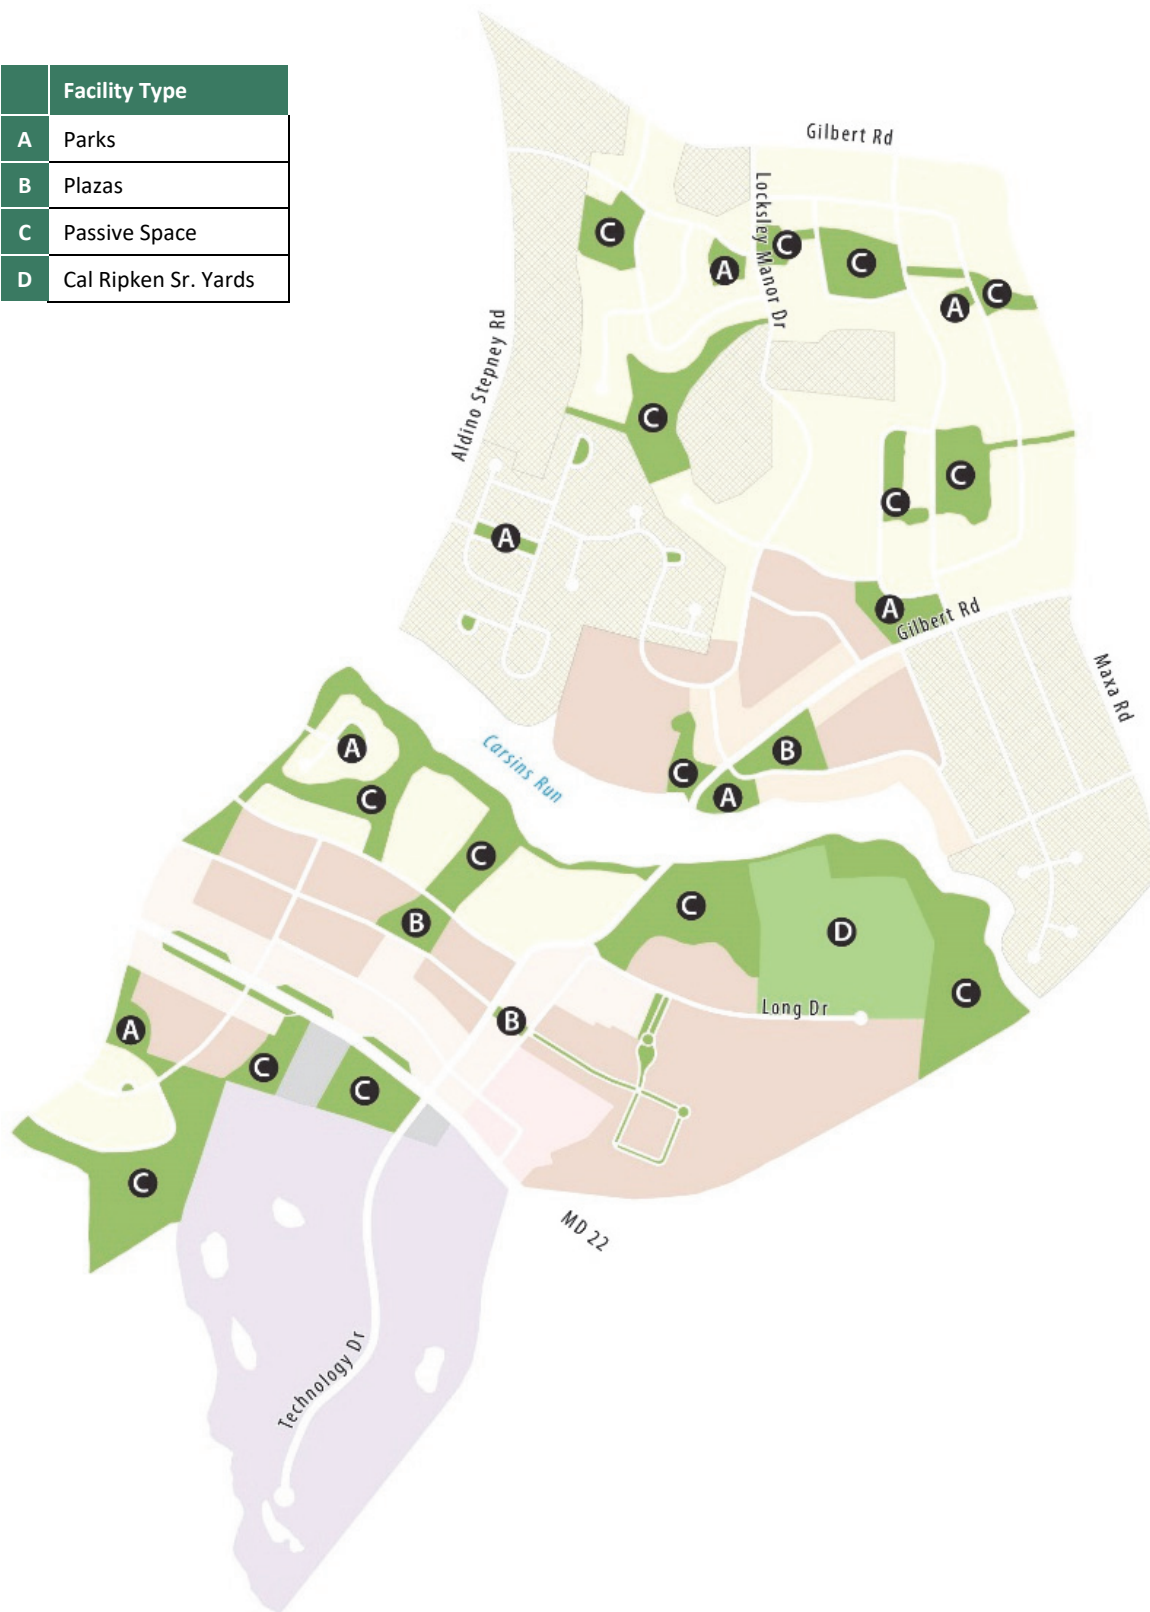 Facility Type
A Parks
B Plazas
C Passive Space
D Cal Ripken Sr. Yards
Gilbert Rd
Locksley Manor Dr
C
C
C
A
C
A
Aldino Stepney Rd
C
C
C
A
A
Gilbert Rd
Maxa Rd
Carsins Run
A
B
C
A
C
C
C
B
D
C
Long Dr
B
A
C
C
C
MD 22
Technology Dr